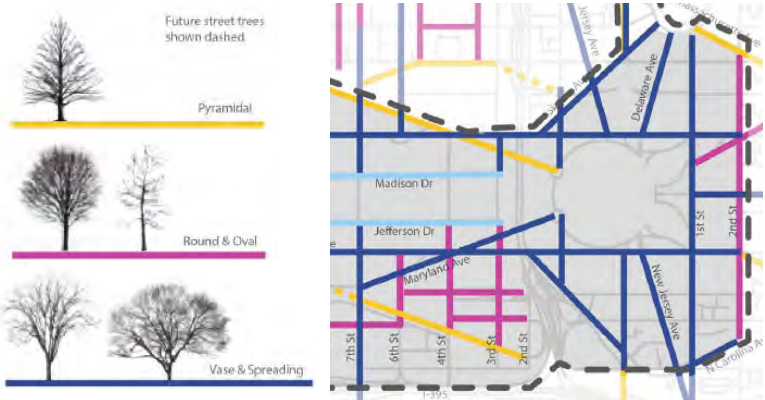 Future street trees
shown dashed
Pyramidal
Round & Oval
Vase & Spreading
Jersey Ave
Massachusetts Ave
Delaware Ave
Madison Dr
Jefferson Dr
Maryland Ave
1st St
2nd St
New Jersey Ave
7th St
6th St
4th St
3rd St
2nd St
N Carolina Av
I-395